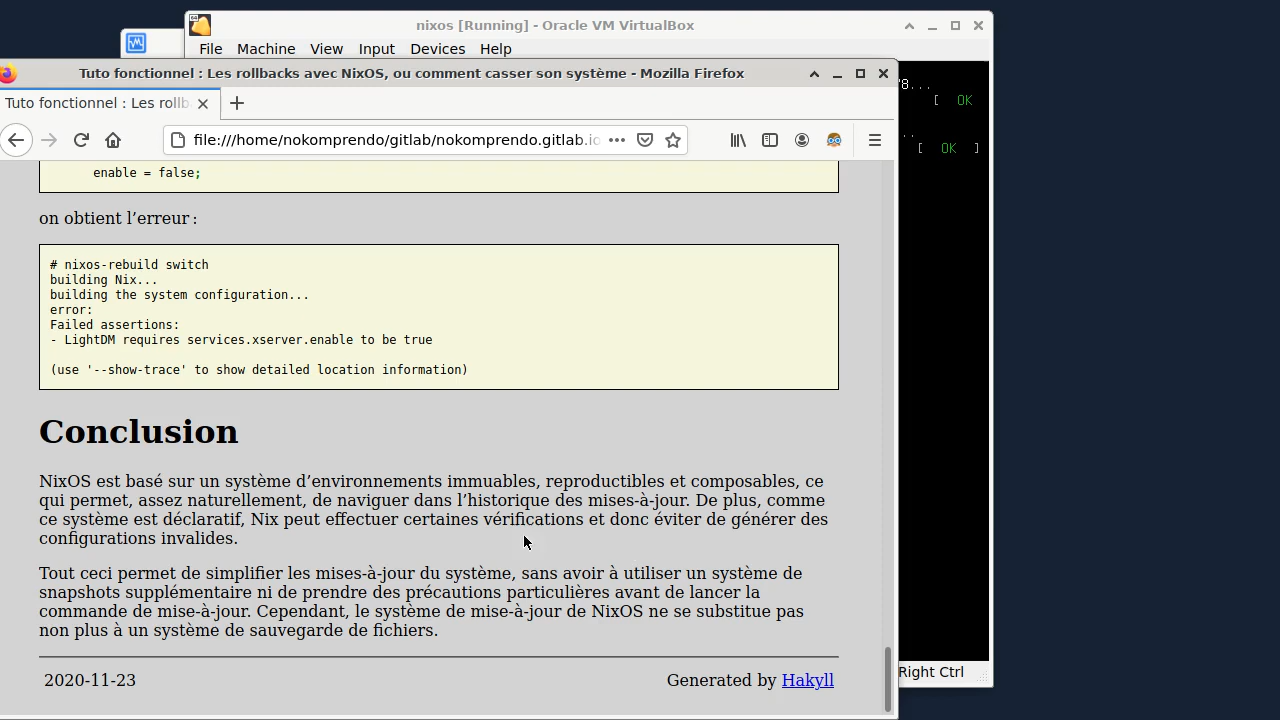 nixos [Running] - Oracle VM VirtualBox
File Machine View Input Devices Help
Tuto fonctionnel : Les rollbacks avec NixOS, ou comment casser son système - Mozilla Firefox
Tuto fonctionnel : Les rollb
file:///home/nokomprendo/gitlab/nokomprendo.gitlab.io
8...
[ OK
..
[ OK ]
enable = false;
on obtient l’erreur :
# nixos-rebuild switch
building Nix...
building the system configuration...
error:
Failed assertions:
- LightDM requires services.xserver.enable to be true
(use '--show-trace' to show detailed location information)
Conclusion
NixOS est basé sur un système d’environnements immuables, reproductibles et composables, ce
qui permet, assez naturellement, de naviguer dans l’historique des mises-à-jour. De plus, comme
ce système est déclaratif, Nix peut effectuer certaines vérifications et donc éviter de générer des
configurations invalides.
Tout ceci permet de simplifier les mises-à-jour du système, sans avoir à utiliser un système de
snapshots supplémentaire ni de prendre des précautions particulières avant de lancer la
commande de mise-à-jour. Cependant, le système de mise-à-jour de NixOS ne se substitue pas
non plus à un système de sauvegarde de fichiers.
2020-11-23 Generated by Hakyll
Right Ctrl